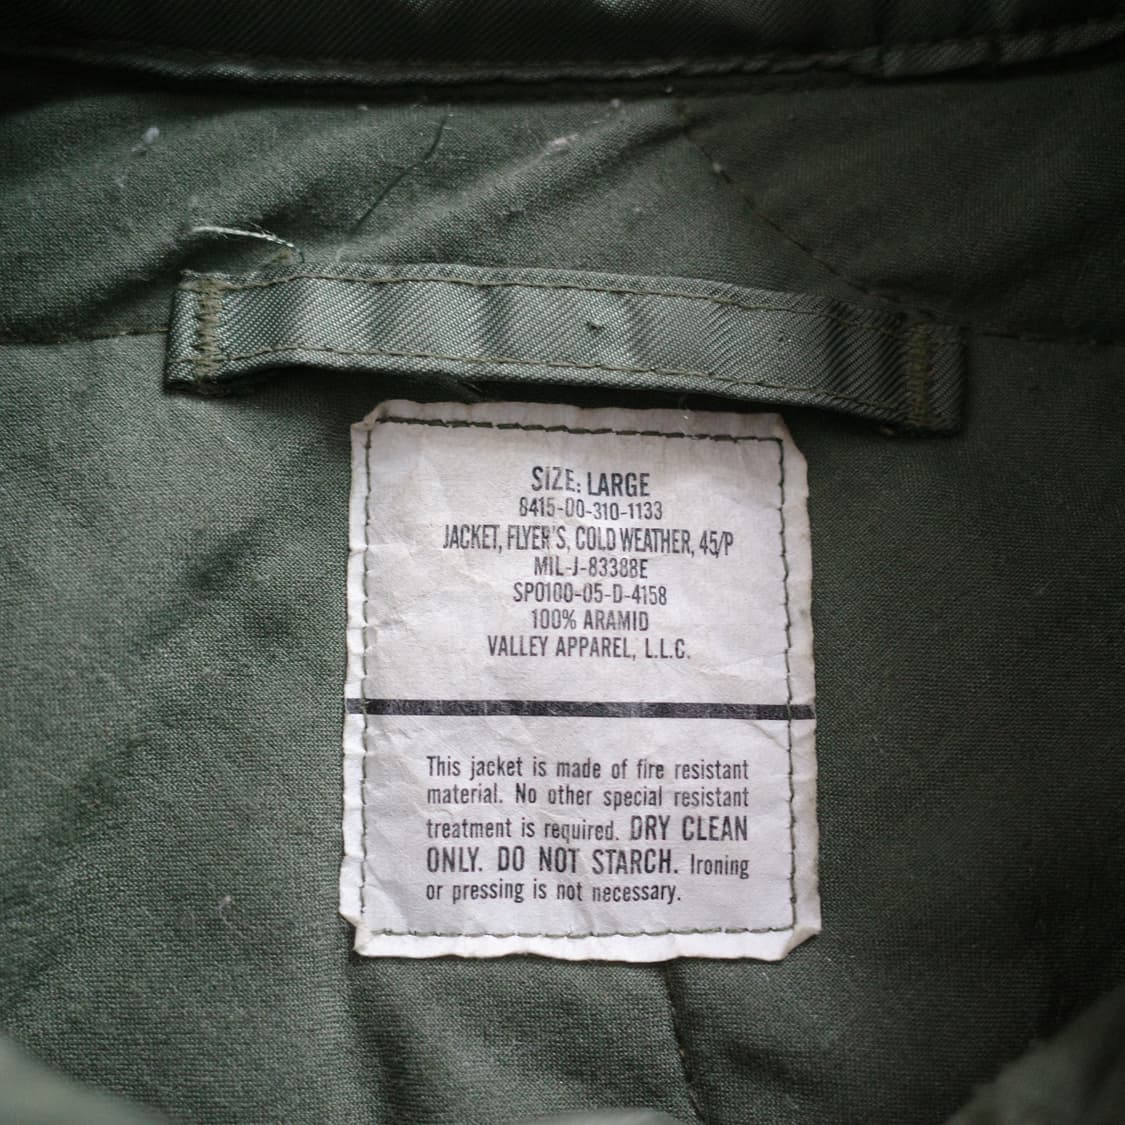 SIZE: LARGE
8415-00-310-1133
JACKET, FLYER'S, COLD WEATHER, 45/P
MIL-J-83388E
SPO100-05-D-4158
100% ARAMID
VALLEY APPAREL, L.L.C.
This jacket is made of fire resistant
material. No other special resistant
treatment is required. DRY CLEAN
ONLY. DO NOT STARCH. Ironing
or pressing is not necessary.